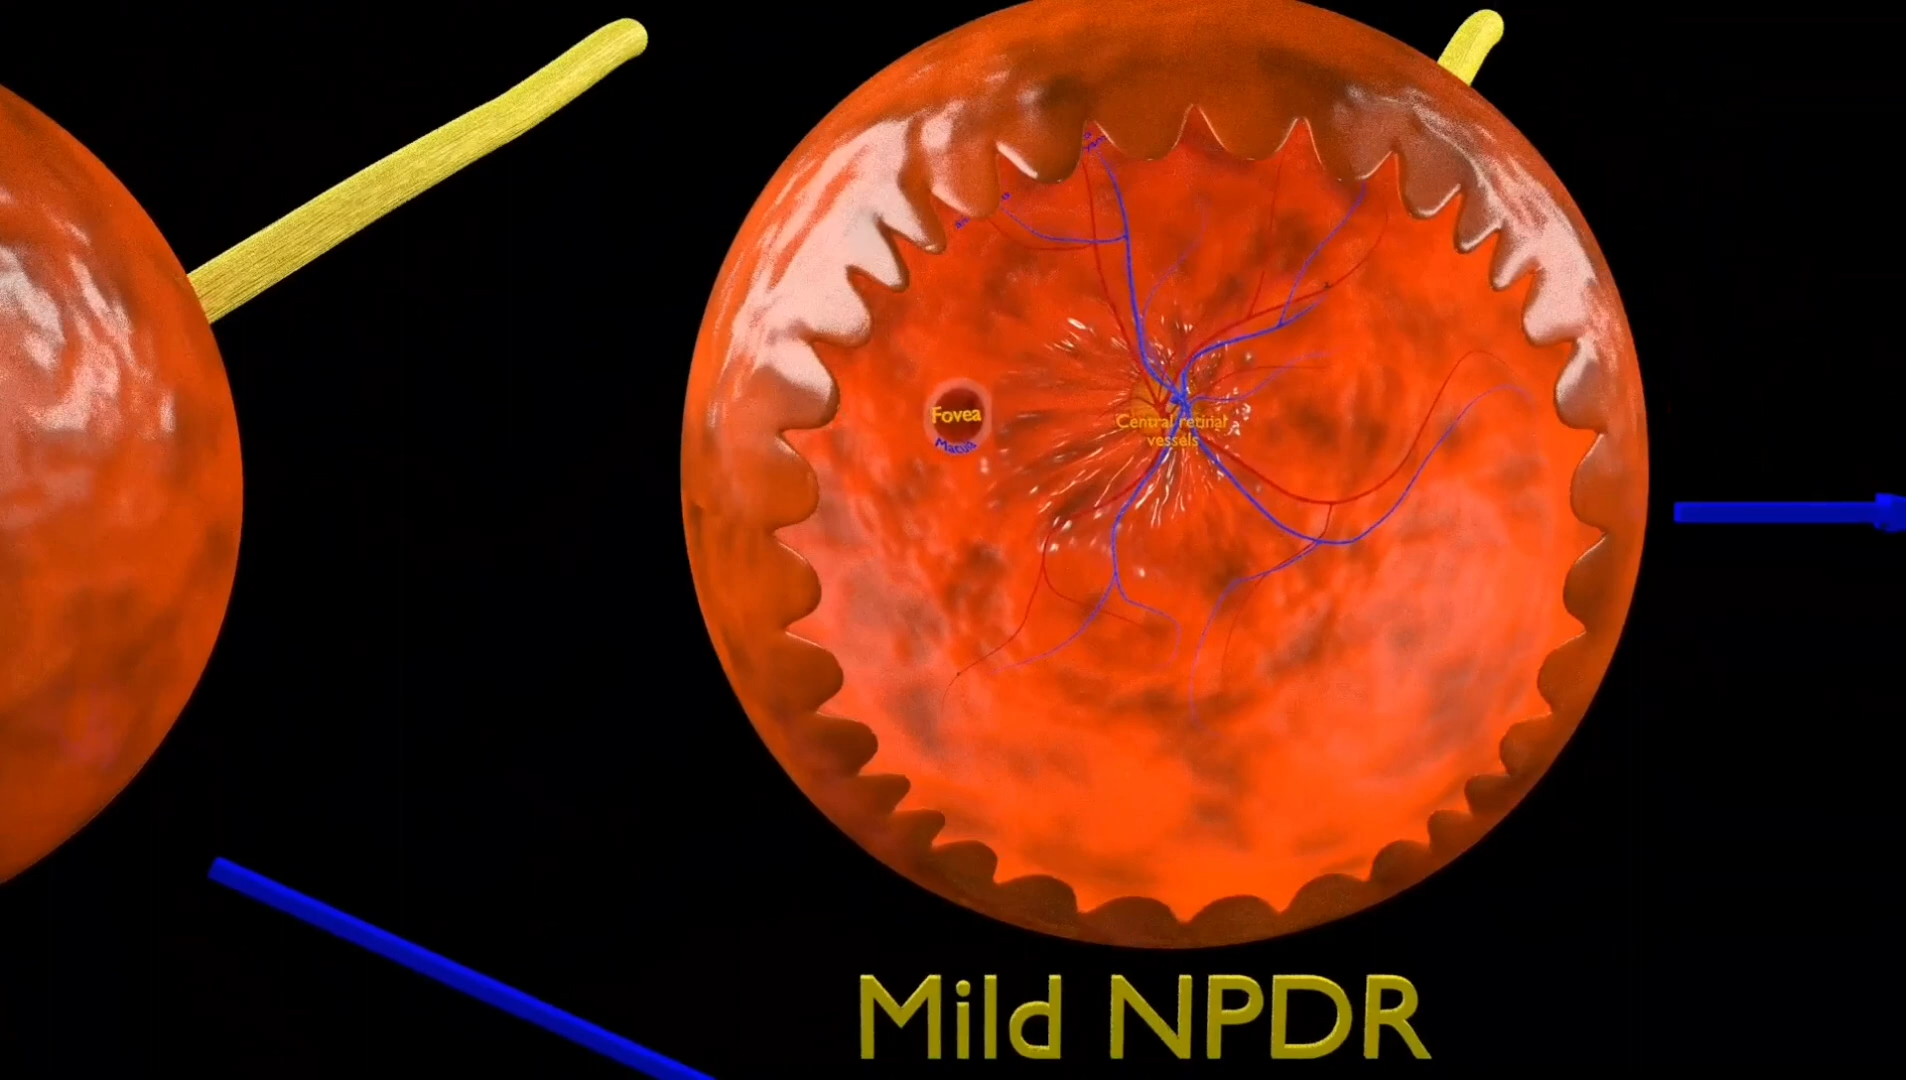 Fovea
Macula
Central retinal
vessels
Mild NPDR